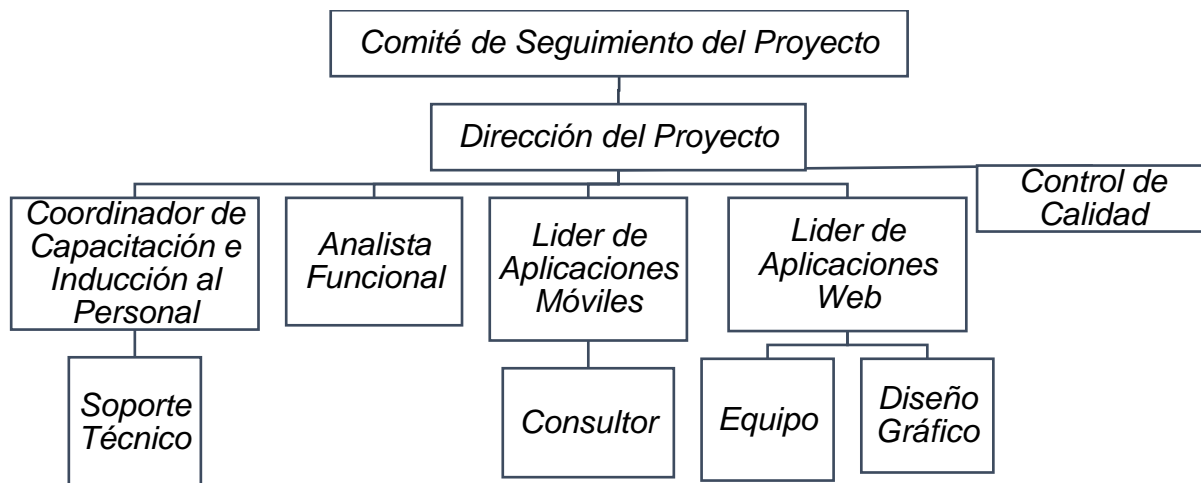 Comité de Seguimiento del Proyecto
Dirección del Proyecto
Control de
Calidad
Coordinador de
Capacitación e
Inducción al
Personal
Analista
Funcional
Lider de
Aplicaciones
Móviles
Lider de
Aplicaciones
Web
Soporte
Técnico
Consultor
Equipo
Diseño
Gráfico